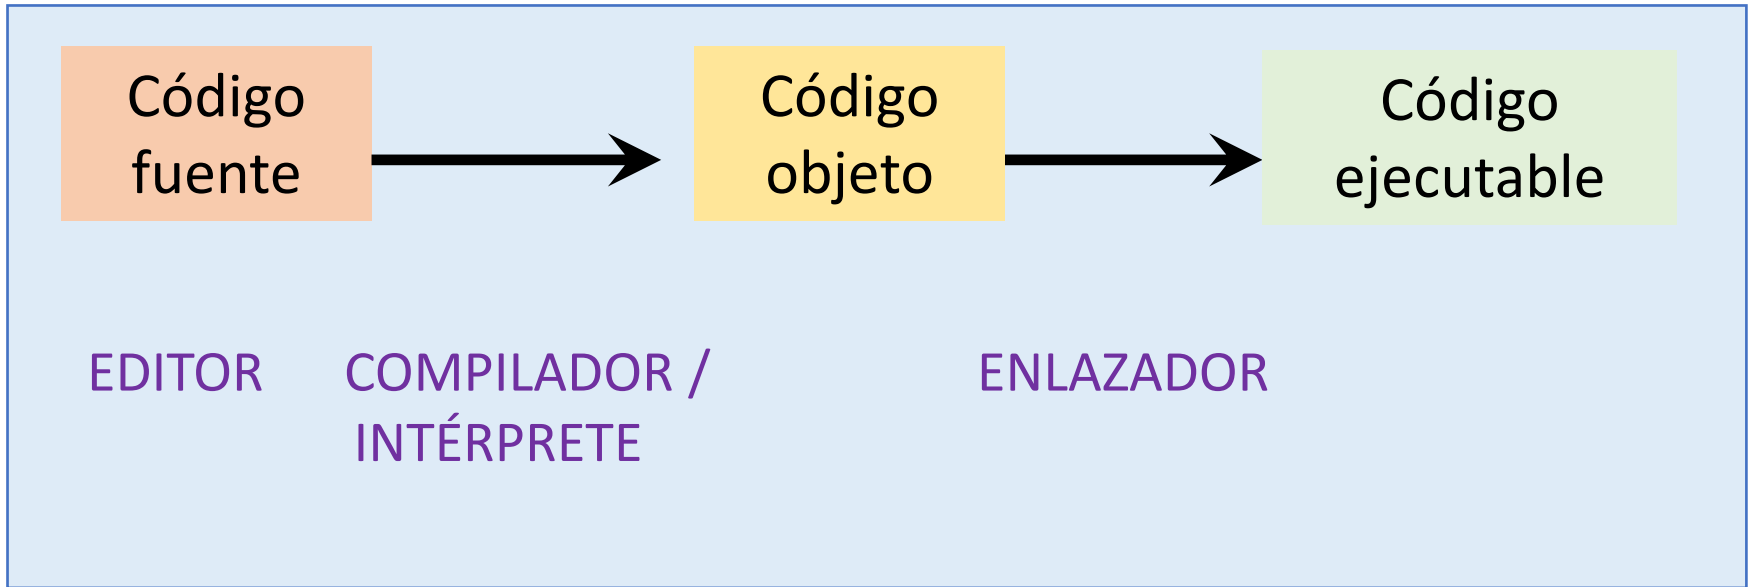 Código
fuente
Código
objeto
Código
ejecutable
EDITOR
COMPILADOR /
INTÉRPRETE
ENLAZADOR